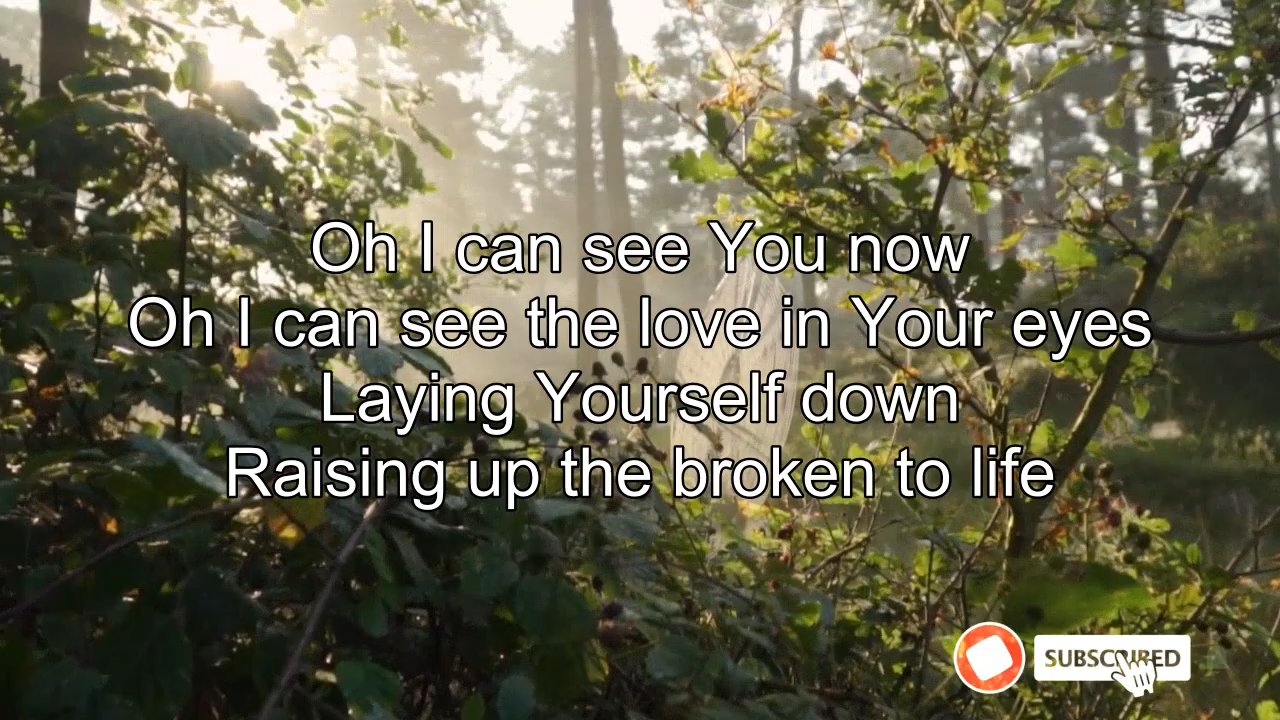 Oh I can see You now
Oh I can see the love in Your eyes
Laying Yourself down
Raising up the broken to life
SUBSCRIBED